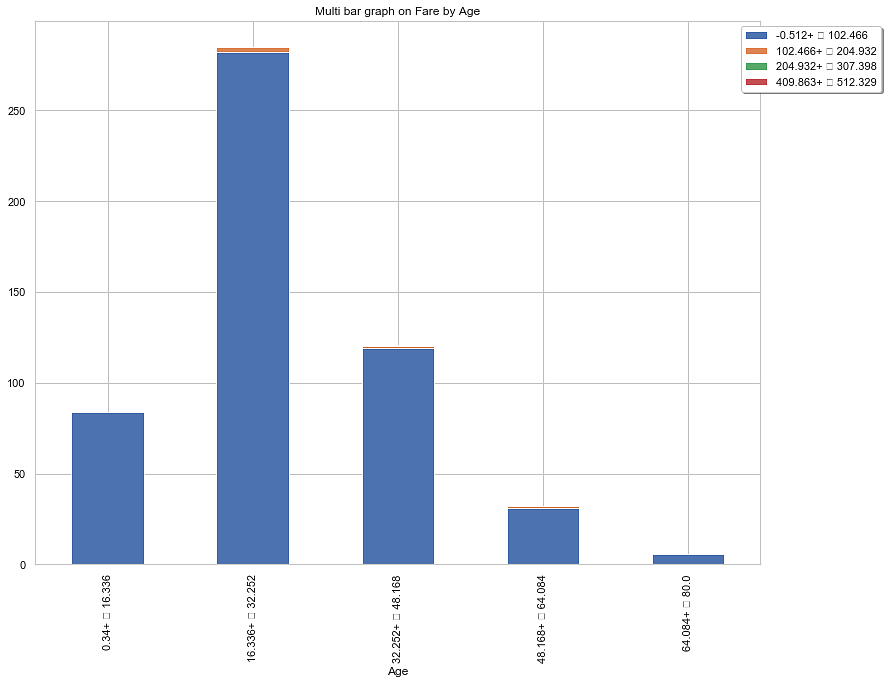 Multi bar graph on Fare by Age
-0.512+ □ 102.466
102.466+ □ 204.932
204.932+ □ 307.398
409.863+ □ 512.329
250
200
150
100
50
0
0.34+ □ 16.336
16.336+ □ 32.252
32.252+ □ 48.168
48.168+ □ 64.084
64.084+ □ 80.0
Age